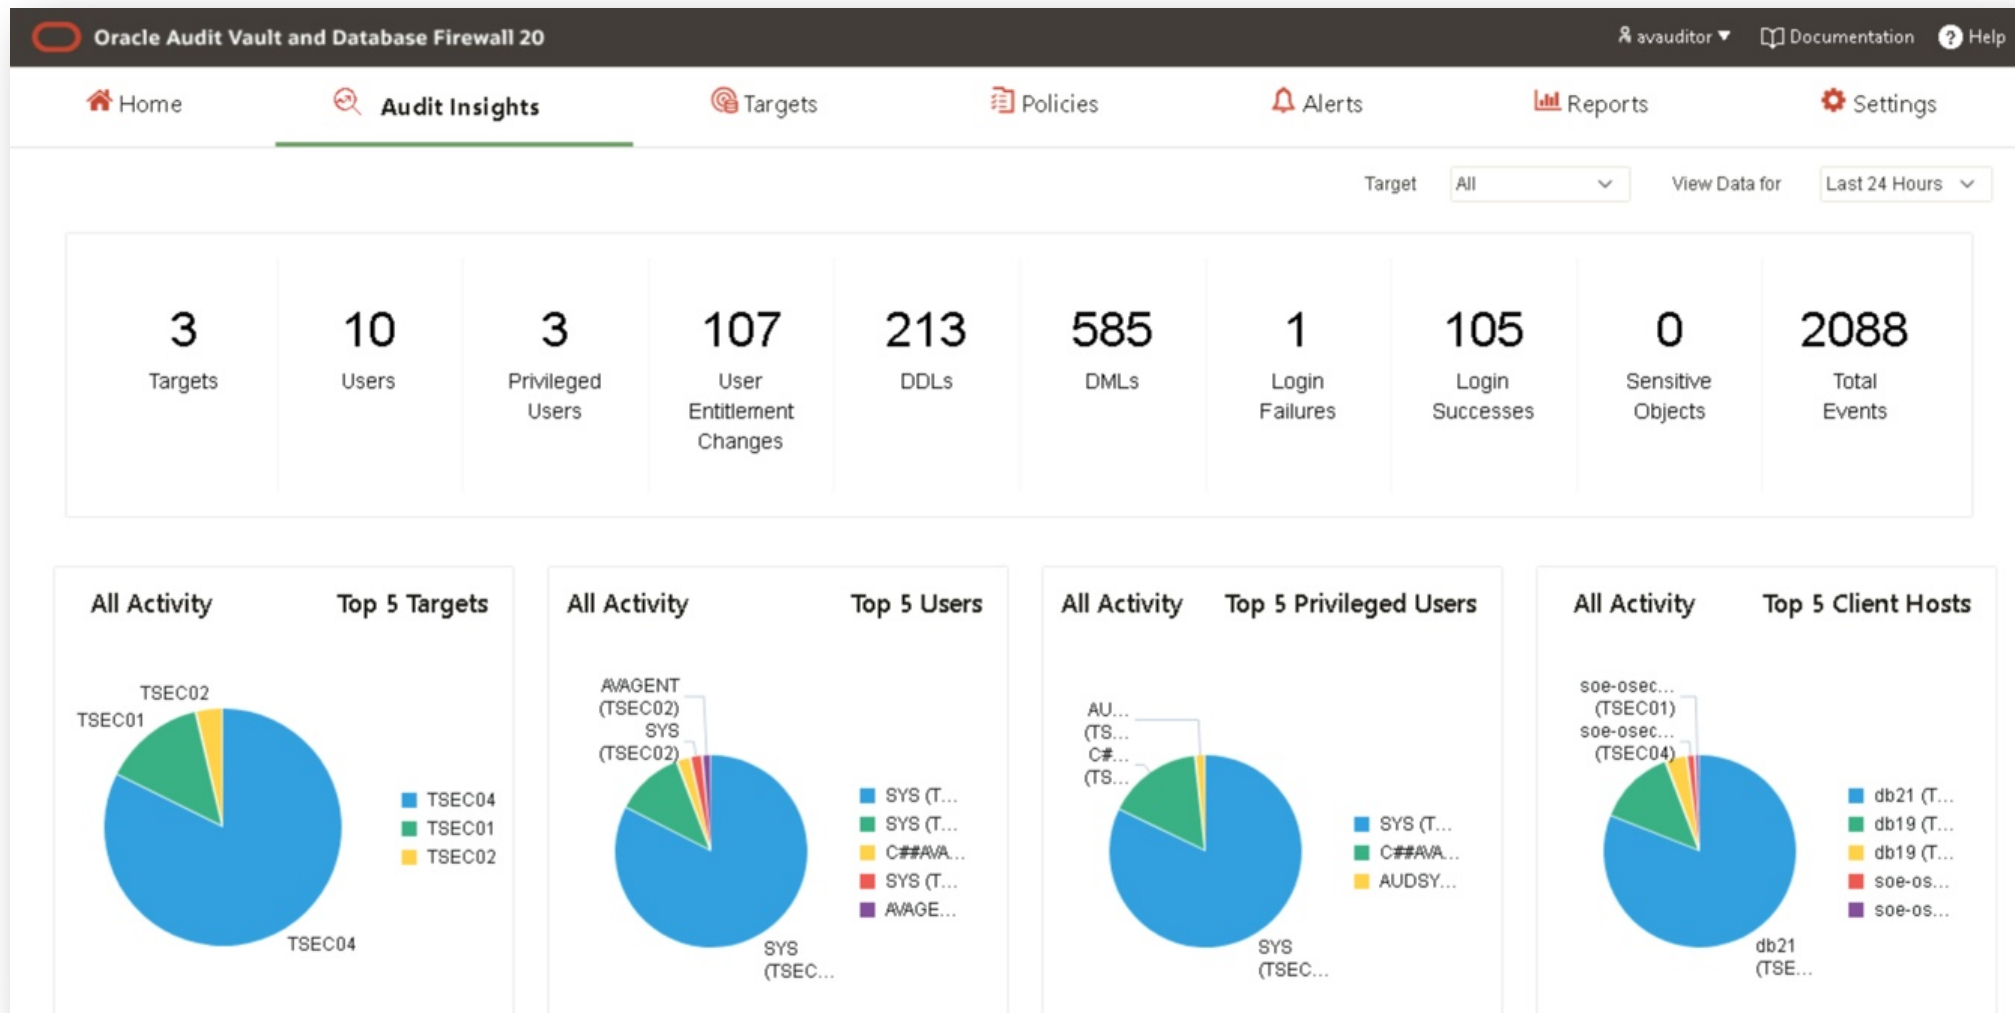 Oracle Audit Vault and Database Firewall 20
avauditor
Documentation
? Help
Home
Audit Insights
Targets
Policies
Alerts
Reports
Settings
Target
All
View Data for
Last 24 Hours
3
Targets
10
Users
3
Privileged
Users
107
User
Entitlement
Changes
213
DDLs
585
DMLs
1
Login
Failures
105
Login
Successes
0
Sensitive
Objects
2088
Total
Events
All Activity
Top 5 Targets
TSEC02
TSEC01
TSEC04
TSEC04
TSEC01
TSEC02
All Activity
Top 5 Users
AVAGENT
(TSEC02)
SYS
(TSEC02)
SYS
(TSEC...
SYS (T...
SYS (T...
C##AVA...
SYS (T...
AVAGE...
All Activity
Top 5 Privileged Users
AU...
(TS...
C#...
(TS...
SYS
(TSEC...
SYS (T...
C##AVA...
AUDSY...
All Activity
Top 5 Client Hosts
soe-osec...
(TSEC01)
soe-osec...
(TSEC04)
db21
(TSE...
db21 (T...
db19 (T...
db19 (T...
soe-os...
soe-os...